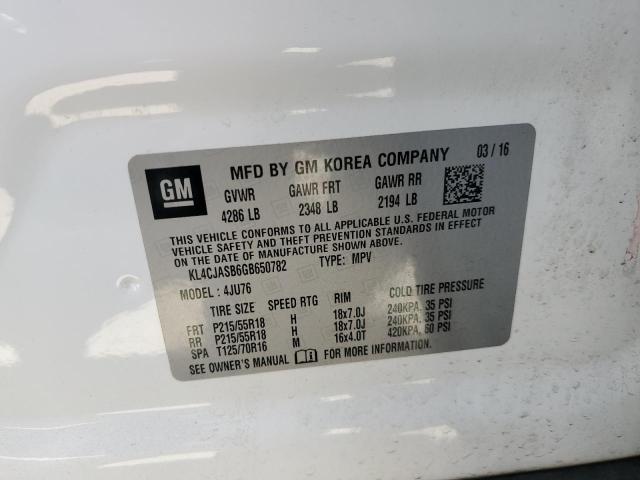 GM
MFD BY GM KOREA COMPANY 03 / 16
GVWR GAWR FRT GAWR RR
4286 LB 2348 LB 2194 LB
THIS VEHICLE CONFORMS TO ALL APPLICABLE U.S. FEDERAL MOTOR
VEHICLE SAFETY AND THEFT PREVENTION STANDARDS IN EFFECT
ON THE DATE OF MANUFACTURE SHOWN ABOVE.
KL4CJASB6GB650782 TYPE: MPV
MODEL : 4JU76
TIRE SIZE SPEED RTG RIM COLD TIRE PRESSURE
FRT P215/55R18 H 18x7.0J 240KPA, 35 PSI
RR P215/55R18 H 18x7.0J 240KPA, 35 PSI
SPA T125/70R16 M 16x4.0T 420KPA, 60 PSI
SEE OWNER'S MANUAL FOR MORE INFORMATION.